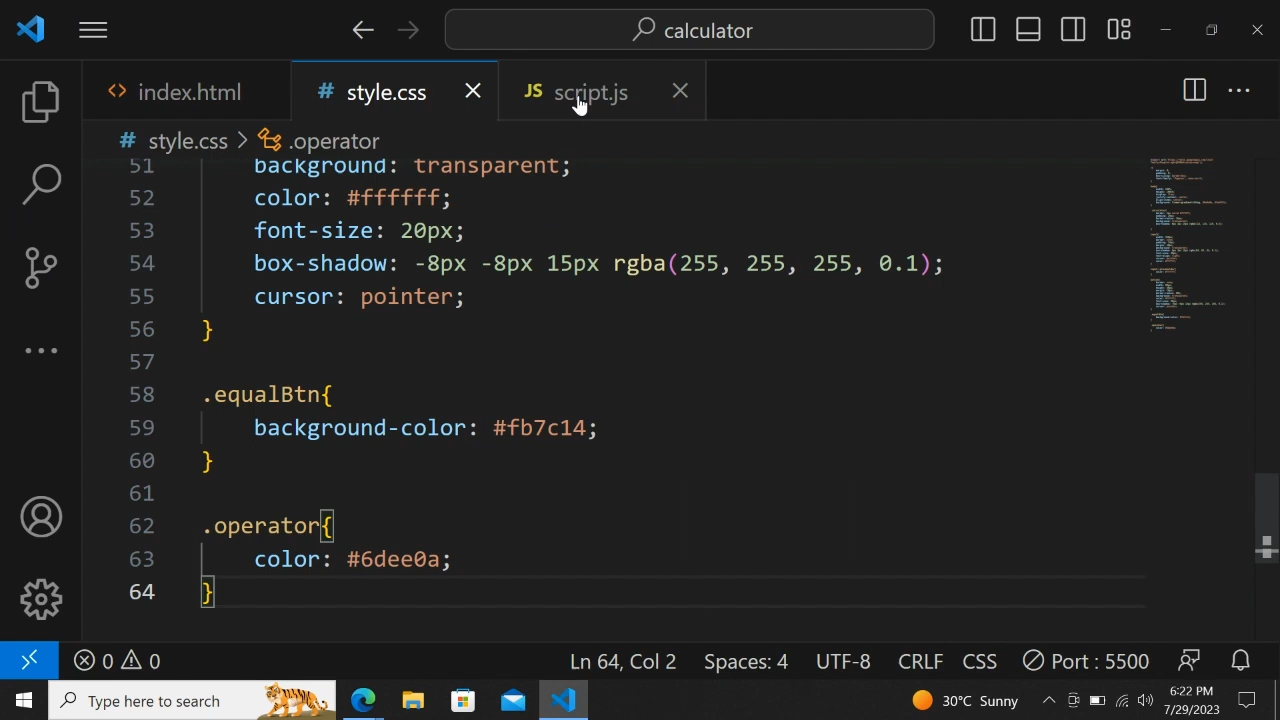 calculator
index.html
# style.css
JS script.js
# style.css > .operator
51 background: transparent;
52 color: #ffffff;
53 font-size: 20px;
54 box-shadow: -8px -8px 15px rgba(255, 255, 255, 0.1);
55 cursor: pointer;
56 }
57
58 .equalBtn{
59 background-color: #fb7c14;
60 }
61
62 .operator{
63 color: #6dee0a;
64 }
0 0 Ln 64, Col 2 Spaces: 4 UTF-8 CRLF CSS Port : 5500
Type here to search 30°C Sunny 6:22 PM
7/29/2023